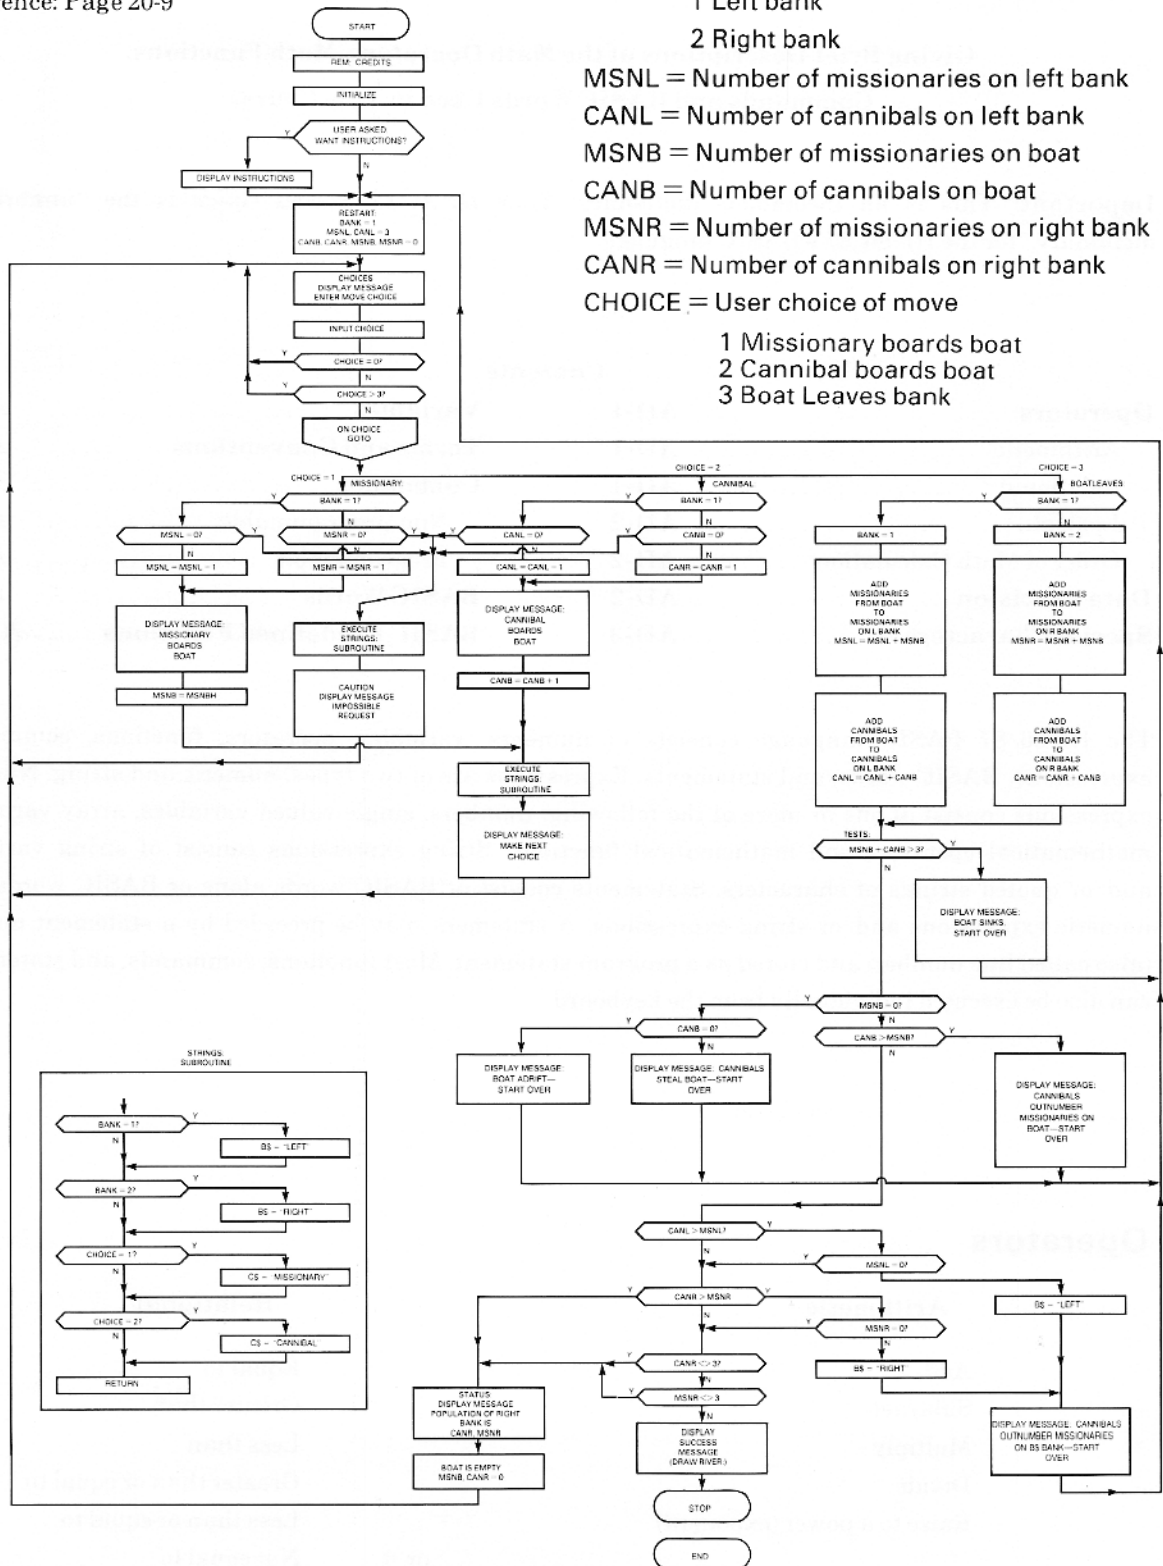 ence: Page 20-9
1 Left bank
2 Right bank
MSNL = Number of missionaries on left bank
CANL = Number of cannibals on left bank
MSNB = Number of missionaries on boat
CANB = Number of cannibals on boat
MSNR = Number of missionaries on right bank
CANR = Number of cannibals on right bank
CHOICE = User choice of move
1 Missionary boards boat
2 Cannibal boards boat
3 Boat Leaves bank
START
REM: CREDITS
INITIALIZE
USER ASKED
WANT INSTRUCTIONS?
Y
N
DISPLAY INSTRUCTIONS
RESTART:
BANK = 1
MSNL, CANL = 3
CANB, CANR, MSNB, MSNR = 0
CHOICES
DISPLAY MESSAGE
ENTER MOVE CHOICE
INPUT CHOICE
Y
CHOICE = 0?
N
Y
CHOICE > 3?
N
ON CHOICE
GOTO
CHOICE = 1
MISSIONARY
CHOICE = 2
CANNIBAL
CHOICE = 3
BOATLEAVES
Y
BANK = 1?
N
Y
BANK = 1?
N
Y
BANK = 1?
N
MSNL = 0?
Y
N
MSNR = 0?
Y
N
Y
CANL = 0?
N
Y
CANB = 0?
N
BANK = 1
BANK = 2
MSNL = MSNL - 1
MSNR = MSNR - 1
CANL = CANL - 1
CANR = CANR - 1
DISPLAY MESSAGE:
MISSIONARY
BOARDS
BOAT
EXECUTE
STRINGS:
SUBROUTINE
DISPLAY MESSAGE:
CANNIBAL
BOARDS
BOAT
ADD
MISSIONARIES
FROM BOAT
TO
MISSIONARIES
ON L BANK
MSNL = MSNL + MSNB
ADD
MISSIONARIES
FROM BOAT
TO
MISSIONARIES
ON R BANK
MSNR = MSNR + MSNB
MSNB = MSNBH
CAUTION
DISPLAY MESSAGE
IMPOSSIBLE
REQUEST
CANB = CANB + 1
ADD
CANNIBALS
FROM BOAT
TO
CANNIBALS
ON L BANK
CANL = CANL + CANB
ADD
CANNIBALS
FROM BOAT
TO
CANNIBALS
ON R BANK
CANR = CANR + CANB
EXECUTE
STRINGS:
SUBROUTINE
DISPLAY MESSAGE:
MAKE NEXT
CHOICE
TESTS:
MSNB + CANB > 3?
Y
N
DISPLAY MESSAGE:
BOAT SINKS:
START OVER
Y
MSNB = 0?
N
Y
CANB = 0?
N
CANB > MSNB?
Y
N
DISPLAY MESSAGE:
BOAT ADRIFT—
START OVER
DISPLAY MESSAGE: CANNIBALS
STEAL BOAT—START
OVER
DISPLAY MESSAGE:
CANNIBALS
OUTNUMBER
MISSIONARIES ON
BOAT—START
OVER
STRINGS:
SUBROUTINE
BANK = 1?
Y
N
B$ = "LEFT"
BANK = 2?
Y
N
B$ = "RIGHT"
CHOICE = 1?
Y
N
C$ = "MISSIONARY"
CHOICE = 2?
Y
N
C$ = "CANNIBAL
RETURN
CANL > MSNL?
Y
N
Y
MSNL = 0?
N
Y
CANR > MSNR
Y
N
B$ = "LEFT"
Y
MSNR = 0?
N
B$ = "RIGHT"
Y
CANR <> 3?
N
Y
MSNR <> 3
N
STATUS
DISPLAY MESSAGE
POPULATION OF RIGHT
BANK IS
CANR, MSNR
BOAT IS EMPTY
MSNB, CANR = 0
DISPLAY
SUCCESS
MESSAGE
(DRAW RIVER.)
DISPLAY MESSAGE: CANNIBALS
OUTNUMBER MISSIONARIES
ON B$ BANK—START
OVER
STOP
END